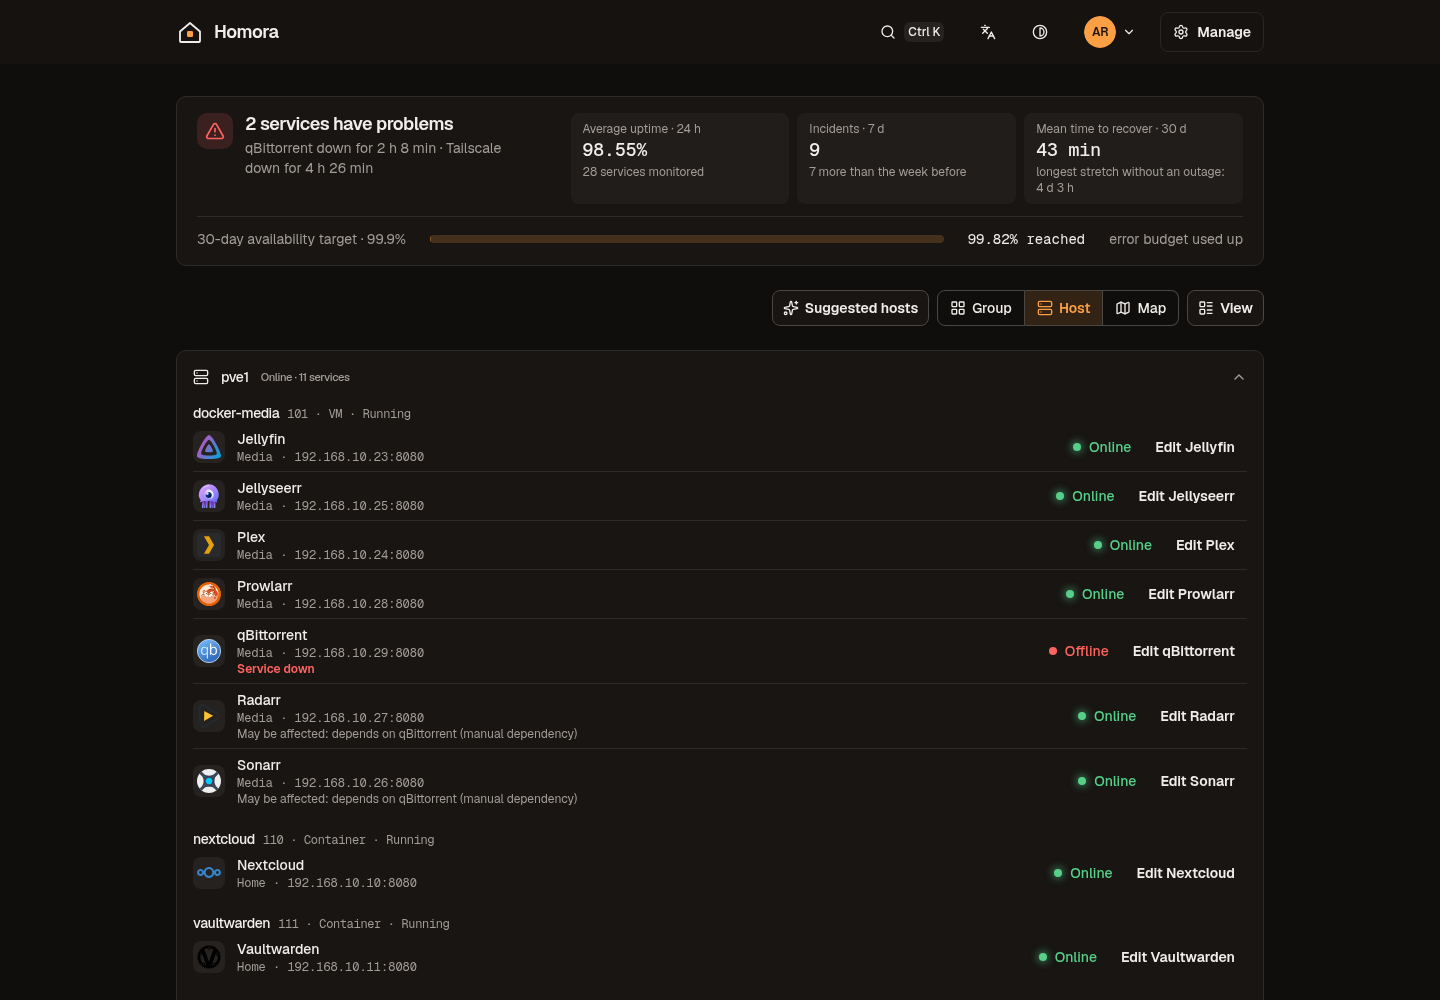 Homora
Ctrl K
AR
Manage
2 services have problems
qBittorrent down for 2 h 8 min · Tailscale
down for 4 h 26 min
Average uptime · 24 h
98.55%
28 services monitored
Incidents · 7 d
9
7 more than the week before
Mean time to recover · 30 d
43 min
longest stretch without an outage:
4 d 3 h
30-day availability target · 99.9%
99.82% reached
error budget used up
Suggested hosts
Group
Host
Map
View
pve1 Online · 11 services
docker-media 101 · VM · Running
Jellyfin
Media · 192.168.10.23:8080
Online
Edit Jellyfin
Jellyseerr
Media · 192.168.10.25:8080
Online
Edit Jellyseerr
Plex
Media · 192.168.10.24:8080
Online
Edit Plex
Prowlarr
Media · 192.168.10.28:8080
Online
Edit Prowlarr
qb
qBittorrent
Media · 192.168.10.29:8080
Service down
Offline
Edit qBittorrent
Radarr
Media · 192.168.10.27:8080
May be affected: depends on qBittorrent (manual dependency)
Online
Edit Radarr
Sonarr
Media · 192.168.10.26:8080
May be affected: depends on qBittorrent (manual dependency)
Online
Edit Sonarr
nextcloud 110 · Container · Running
Nextcloud
Home · 192.168.10.10:8080
Online
Edit Nextcloud
vaultwarden 111 · Container · Running
Vaultwarden
Home · 192.168.10.11:8080
Online
Edit Vaultwarden